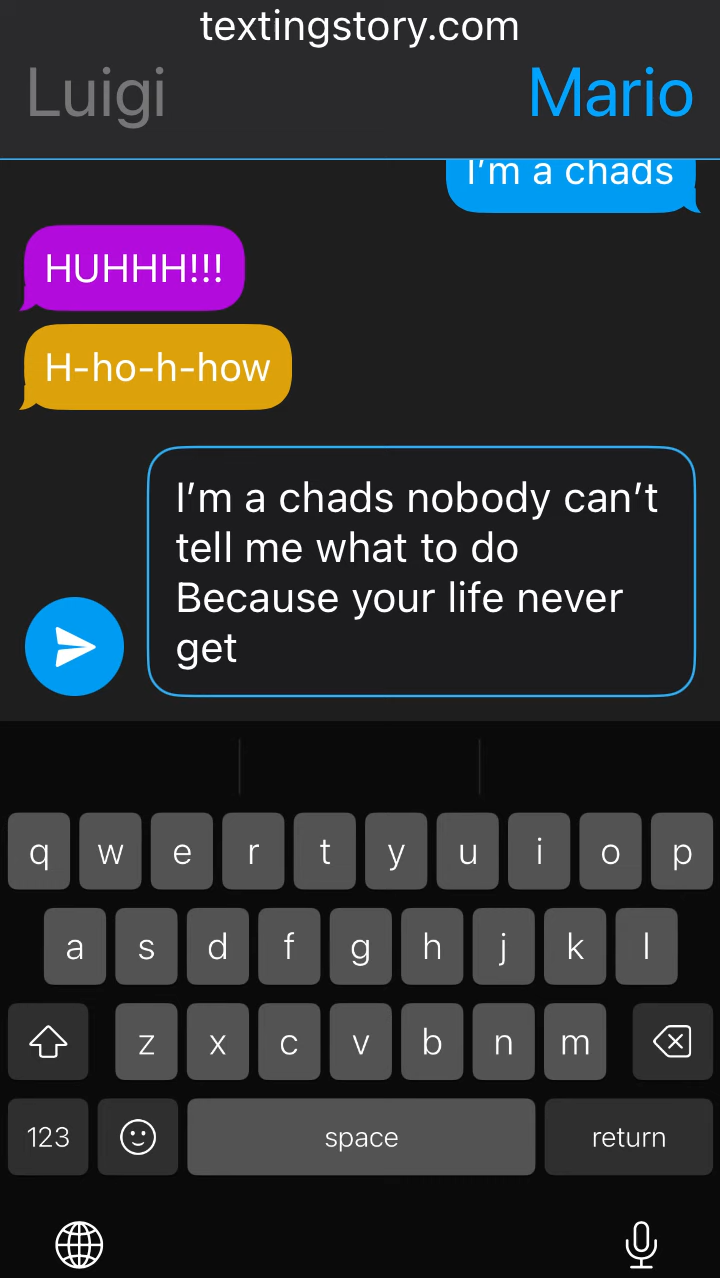 textingstory.com
Luigi
Mario
I'm a chads
HUHHH!!!
H-ho-h-how
I'm a chads nobody can't
tell me what to do
Because your life never
get
q w e r t y u i o p
a s d f g h j k l
z x c v b n m
123
space
return